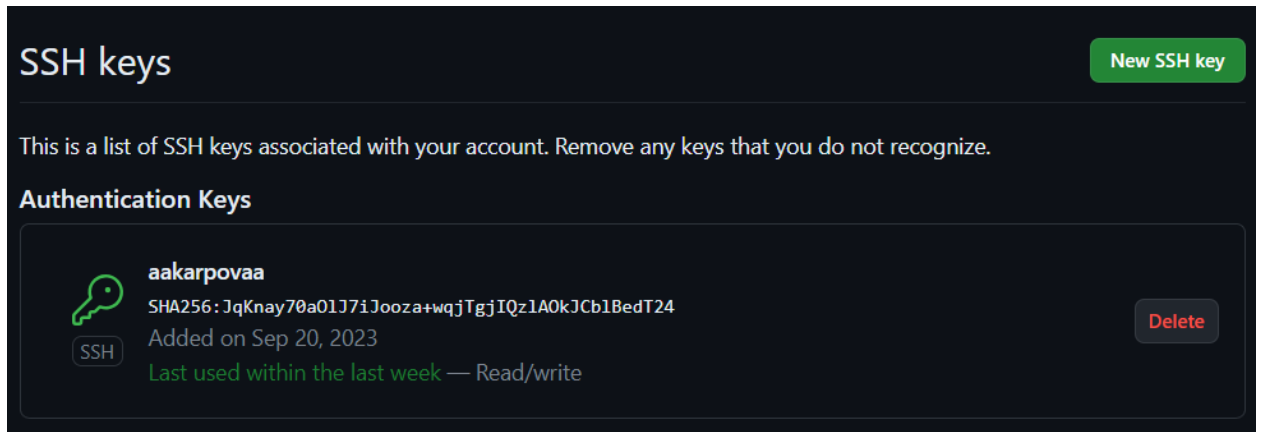 SSH keys
New SSH key
This is a list of SSH keys associated with your account. Remove any keys that you do not recognize.
Authentication Keys
aakarpovaa
SHA256:JqKnay70aOlJ7iJooza+wqjTgjIQzlAOkJCblBedT24
Added on Sep 20, 2023
Last used within the last week — Read/write
SSH
Delete